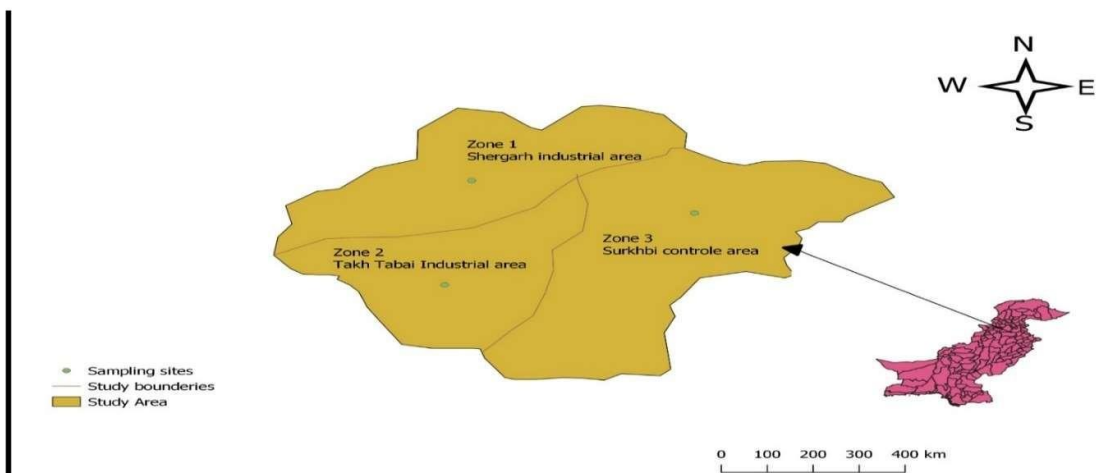 N
W E
S
Zone 1
Shergarh industrial area
Zone 2
Takh Tabai Industrial area
Zone 3
Surkhbi controle area
Sampling sites
Study bounderies
Study Area
0 100 200 300 400 km